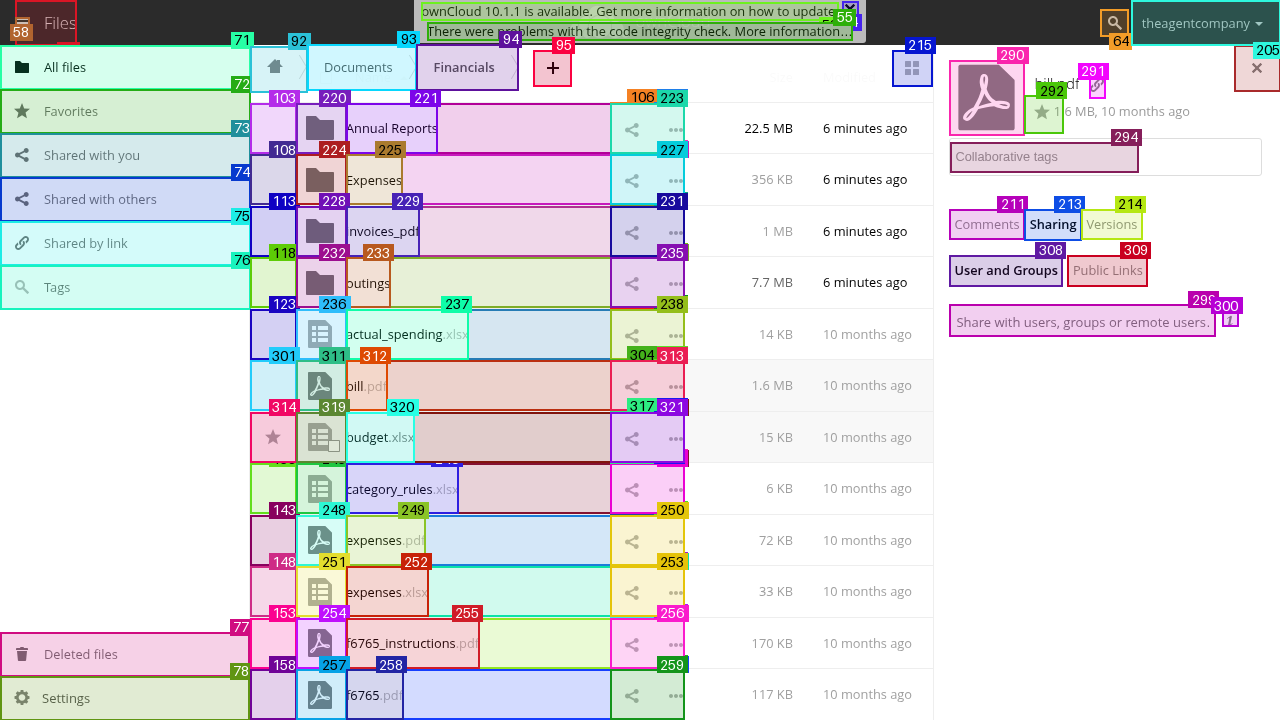 Files
58
ownCloud 10.1.1 is available. Get more information on how to update
There were problems with the code integrity check. More information...
55
64
theagentcompany
205
71
All files
72
Favorites
73
Shared with you
74
Shared with others
75
Shared by link
76
Tags
77
Deleted files
78
Settings
92
93
Documents
94
Financials
95
+
215
103 220 221 106 223
Annual Reports 22.5 MB 6 minutes ago
108 224 225 227
Expenses 356 KB 6 minutes ago
113 228 229 231
invoices_pdf 1 MB 6 minutes ago
118 232 233 235
outings 7.7 MB 6 minutes ago
123 236 237 238
actual_spending.xlsx 14 KB 10 months ago
301 311 312 304 313
bill.pdf 1.6 MB 10 months ago
314 319 320 317 321
budget.xlsx 15 KB 10 months ago
category_rules.xlsx 6 KB 10 months ago
143 248 249 250
expenses.pdf 72 KB 10 months ago
148 251 252 253
expenses.xlsx 33 KB 10 months ago
153 254 255 256
f6765_instructions.pdf 170 KB 10 months ago
158 257 258 259
f6765.pdf 117 KB 10 months ago
290
291
bill.pdf
292
1.6 MB, 10 months ago
294
Collaborative tags
211 213 214
Comments Sharing Versions
308 309
User and Groups Public Links
299 300
Share with users, groups or remote users.